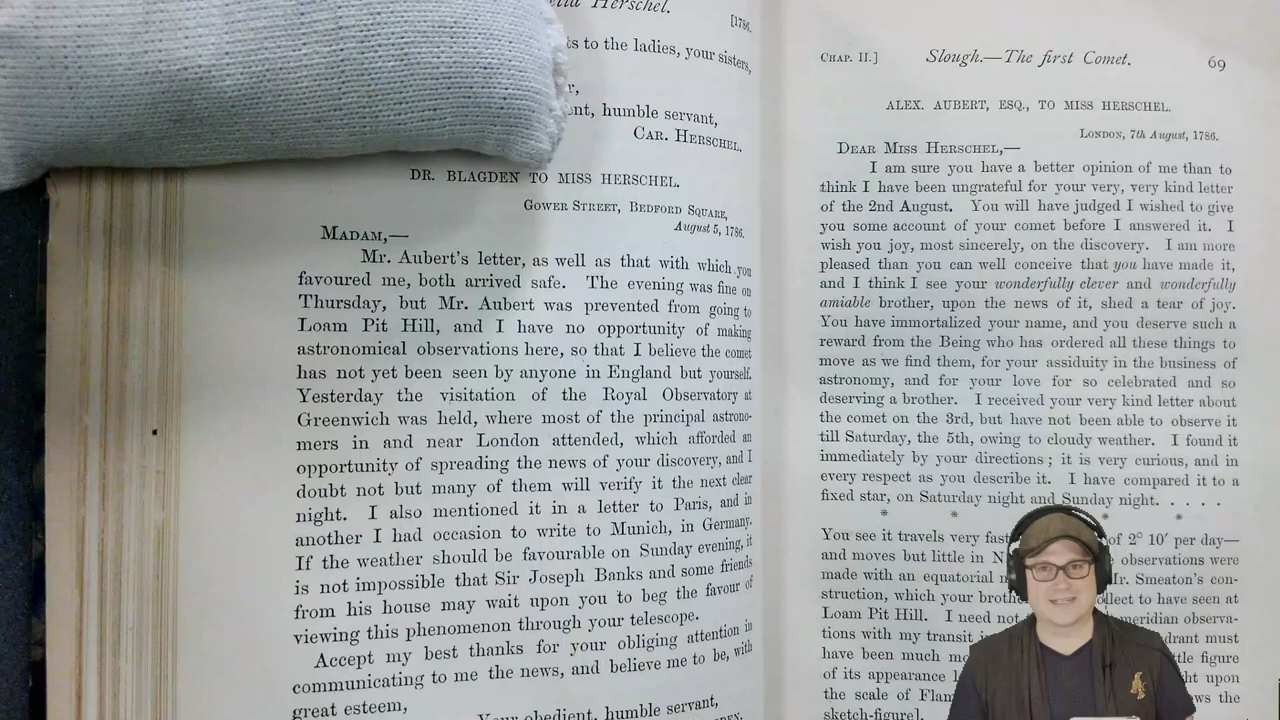 Herschel.
[1786.
to the ladies, your sisters,
humble servant,
CAR. HERSCHEL.
DR. BLAGDEN TO MISS HERSCHEL.
GOWER STREET, BEDFORD SQUARE,
August 5, 1786.
MADAM,—
Mr. Aubert's letter, as well as that with which you
favoured me, both arrived safe. The evening was fine on
Thursday, but Mr. Aubert was prevented from going to
Loam Pit Hill, and I have no opportunity of making
astronomical observations here, so that I believe the comet
has not yet been seen by anyone in England but yourself.
Yesterday the visitation of the Royal Observatory at
Greenwich was held, where most of the principal astrono-
mers in and near London attended, which afforded an
opportunity of spreading the news of your discovery, and I
doubt not but many of them will verify it the next clear
night. I also mentioned it in a letter to Paris, and in
another I had occasion to write to Munich, in Germany.
If the weather should be favourable on Sunday evening, it
is not impossible that Sir Joseph Banks and some friends
from his house may wait upon you to beg the favour of
viewing this phenomenon through your telescope.
Accept my best thanks for your obliging attention in
communicating to me the news, and believe me to be, with
great esteem,
Your obedient, humble servant,
CHAP. II.] Slough.—The first Comet. 69
ALEX. AUBERT, ESQ., TO MISS HERSCHEL.
LONDON, 7th August, 1786.
DEAR MISS HERSCHEL,—
I am sure you have a better opinion of me than to
think I have been ungrateful for your very, very kind letter
of the 2nd August. You will have judged I wished to give
you some account of your comet before I answered it. I
wish you joy, most sincerely, on the discovery. I am more
pleased than you can well conceive that you have made it,
and I think I see your wonderfully clever and wonderfully
amiable brother, upon the news of it, shed a tear of joy.
You have immortalized your name, and you deserve such a
reward from the Being who has ordered all these things to
move as we find them, for your assiduity in the business of
astronomy, and for your love for so celebrated and so
deserving a brother. I received your very kind letter about
the comet on the 3rd, but have not been able to observe it
till Saturday, the 5th, owing to cloudy weather. I found it
immediately by your directions; it is very curious, and in
every respect as you describe it. I have compared it to a
fixed star, on Saturday night and Sunday night. . . . . .
* * * *
You see it travels very fast of 2° 10′ per day—
and moves but little in N observations were
made with an equatorial Mr. Smeaton's con-
struction, which your to have seen at
Loam Pit Hill. I need not meridian observa-
tions with my transit must
have been much figure
of its appearance upon
the scale of the
sketch-figure].